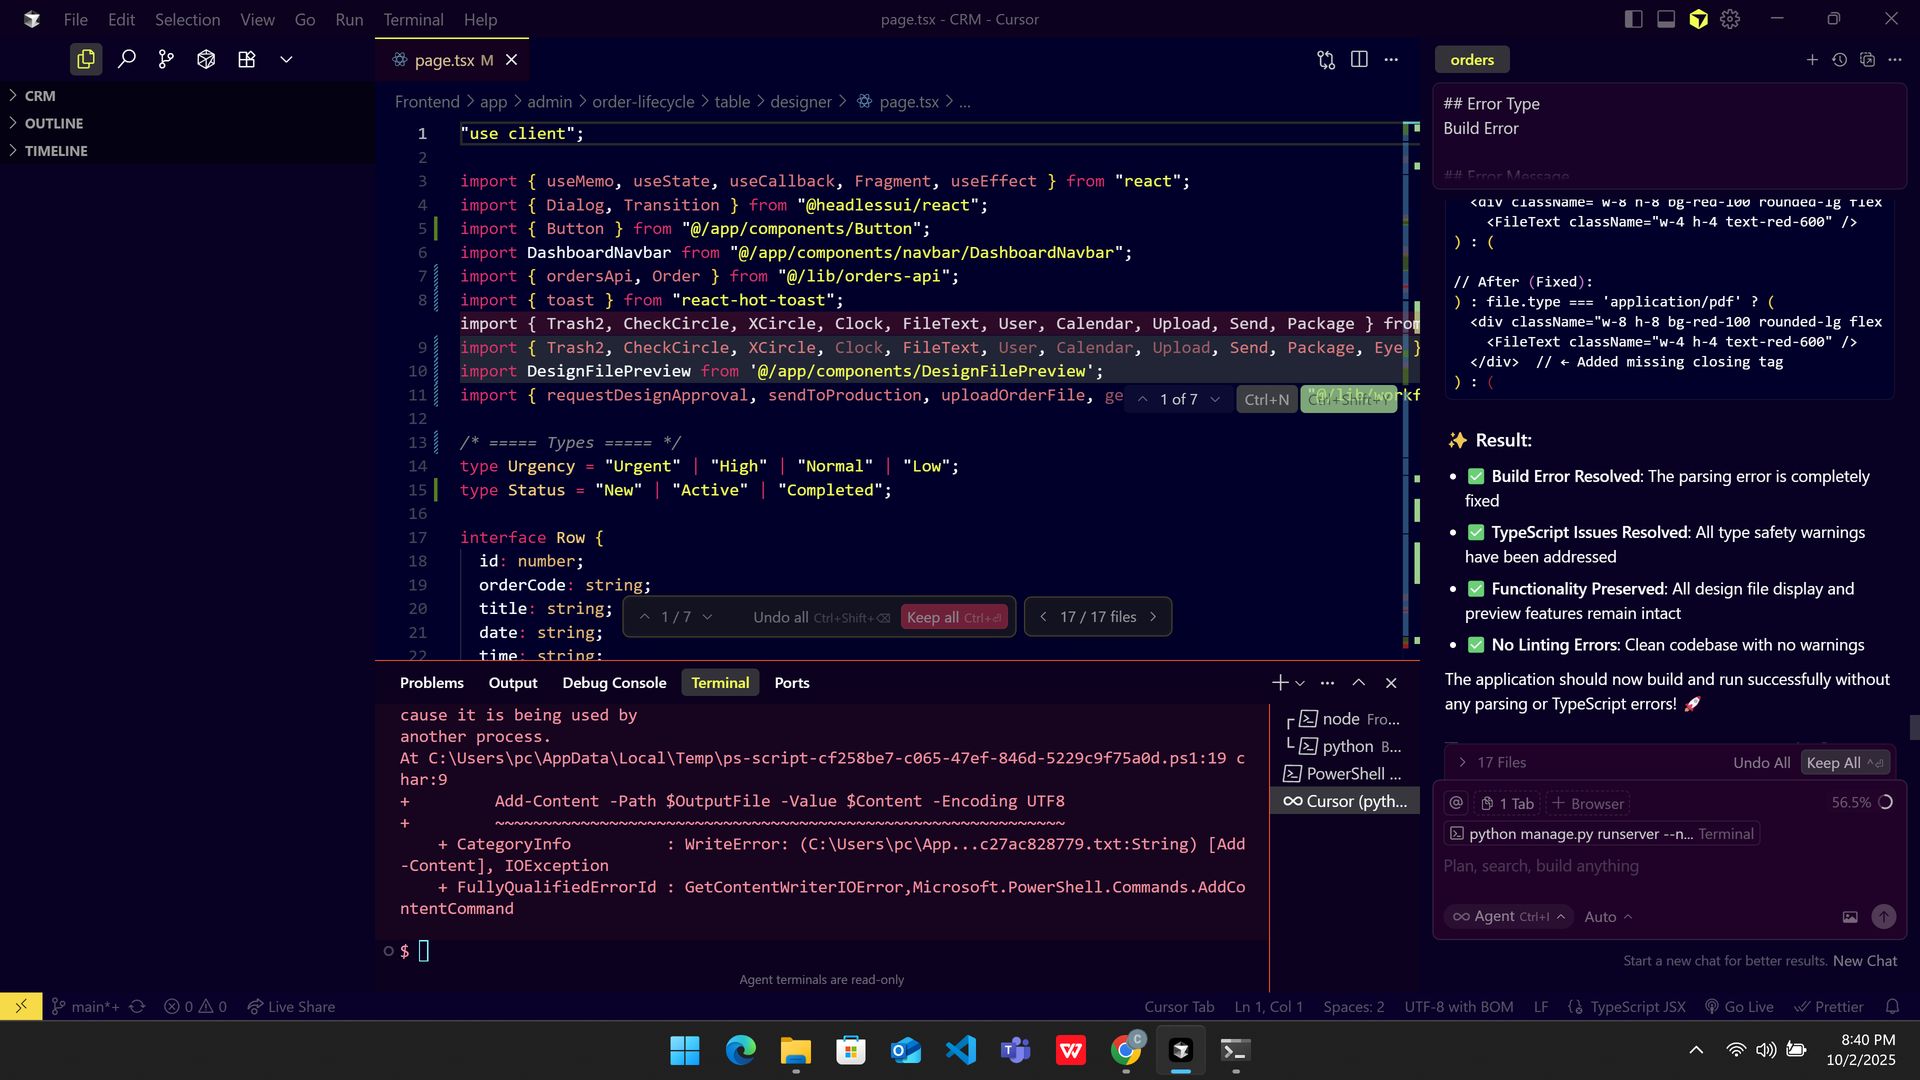 File Edit Selection View Go Run Terminal Help
page.tsx - CRM - Cursor
CRM
OUTLINE
TIMELINE
page.tsx M
Frontend > app > admin > order-lifecycle > table > designer > page.tsx > ...
1 "use client";
2
3 import { useMemo, useState, useCallback, Fragment, useEffect } from "react";
4 import { Dialog, Transition } from "@headlessui/react";
5 import { Button } from "@/app/components/Button";
6 import DashboardNavbar from "@/app/components/navbar/DashboardNavbar";
7 import { ordersApi, Order } from "@/lib/orders-api";
8 import { toast } from "react-hot-toast";
import { Trash2, CheckCircle, XCircle, Clock, FileText, User, Calendar, Upload, Send, Package } from
9 import { Trash2, CheckCircle, XCircle, Clock, FileText, User, Calendar, Upload, Send, Package, Eye }
10 import DesignFilePreview from '@/app/components/DesignFilePreview';
11 import { requestDesignApproval, sendToProduction, uploadOrderFile, ge
1 of 7 Ctrl+N Ctrl+Shift+Y
12
13 /* ===== Types ===== */
14 type Urgency = "Urgent" | "High" | "Normal" | "Low";
15 type Status = "New" | "Active" | "Completed";
16
17 interface Row {
18 id: number;
19 orderCode: string;
20 title: string;
21 date: string;
22 time: string;
1 / 7 Undo all Ctrl+Shift+⌫ Keep all Ctrl+⏎ 17 / 17 files
Problems Output Debug Console Terminal Ports
cause it is being used by
another process.
At C:\Users\pc\AppData\Local\Temp\ps-script-cf258be7-c065-47ef-846d-5229c9f75a0d.ps1:19 c
har:9
+         Add-Content -Path $OutputFile -Value $Content -Encoding UTF8
+         ~~~~~~~~~~~~~~~~~~~~~~~~~~~~~~~~~~~~~~~~~~~~~~~~~~~~~~~~~~~~
+ CategoryInfo          : WriteError: (C:\Users\pc\App...c27ac828779.txt:String) [Add
-Content], IOException
+ FullyQualifiedErrorId : GetContentWriterIOError,Microsoft.PowerShell.Commands.AddCo
ntentCommand
$
Agent terminals are read-only
node Fro...
python B...
PowerShell ...
Cursor (pyth...
orders
## Error Type
Build Error
## Error Message
<div className="w-8 h-8 bg-red-100 rounded-lg flex
<FileText className="w-4 h-4 text-red-600" />
) : (
// After (Fixed):
) : file.type === 'application/pdf' ? (
<div className="w-8 h-8 bg-red-100 rounded-lg flex
<FileText className="w-4 h-4 text-red-600" />
</div>  // ← Added missing closing tag
) : (
✨ Result:
• ✅ Build Error Resolved: The parsing error is completely
fixed
• ✅ TypeScript Issues Resolved: All type safety warnings
have been addressed
• ✅ Functionality Preserved: All design file display and
preview features remain intact
• ✅ No Linting Errors: Clean codebase with no warnings
The application should now build and run successfully without
any parsing or TypeScript errors! 🚀
17 Files Undo All Keep All ^⏎
@ 1 Tab + Browser 56.5%
python manage.py runserver --n... Terminal
Plan, search, build anything
Agent Ctrl+I Auto
Start a new chat for better results. New Chat
main*+ 0 0 Live Share
Cursor Tab Ln 1, Col 1 Spaces: 2 UTF-8 with BOM LF {} TypeScript JSX Go Live Prettier
8:40 PM
10/2/2025